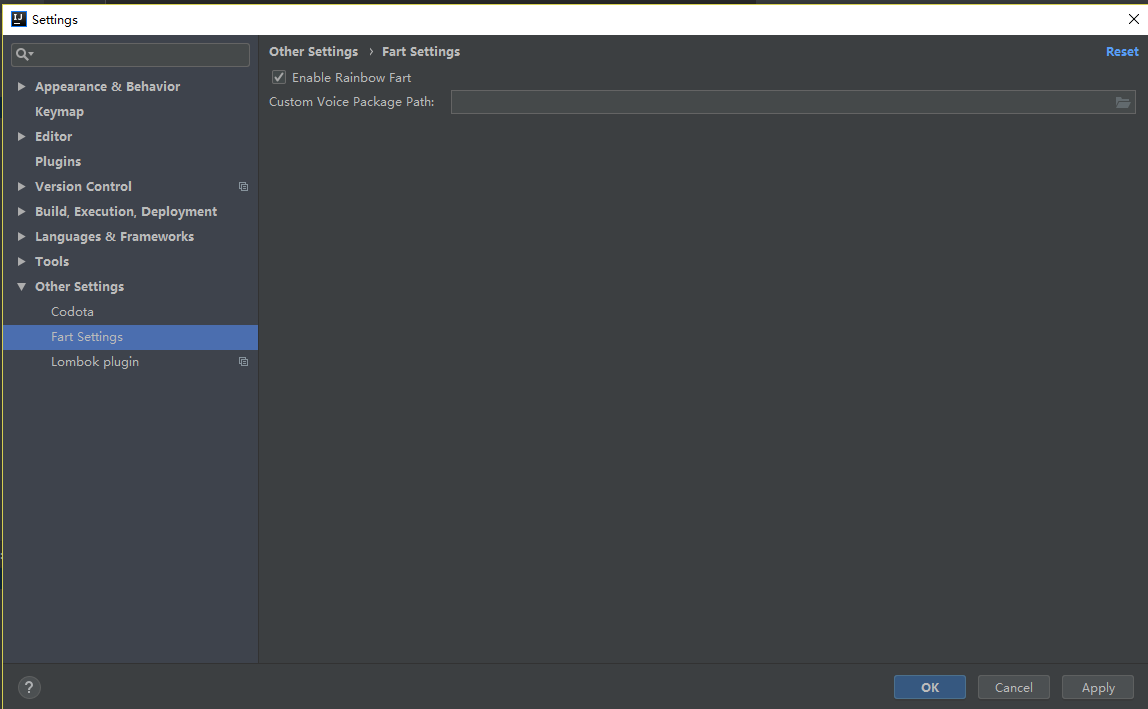 Settings
Other Settings › Fart Settings
Reset
Enable Rainbow Fart
Custom Voice Package Path:
Appearance & Behavior
Keymap
Editor
Plugins
Version Control
Build, Execution, Deployment
Languages & Frameworks
Tools
Other Settings
Codota
Fart Settings
Lombok plugin
?
OK
Cancel
Apply